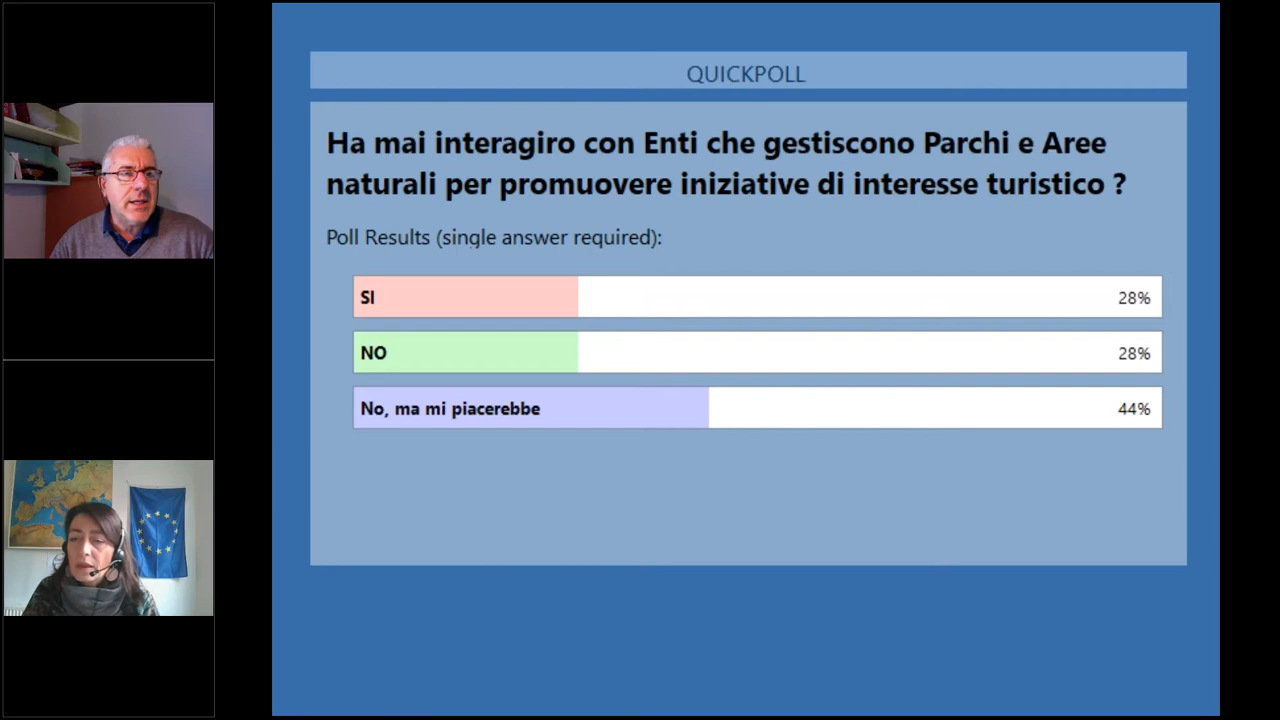 QUICKPOLL
Ha mai interagiro con Enti che gestiscono Parchi e Aree
naturali per promuovere iniziative di interesse turistico ?
Poll Results (single answer required):
SI 28%
NO 28%
No, ma mi piacerebbe 44%